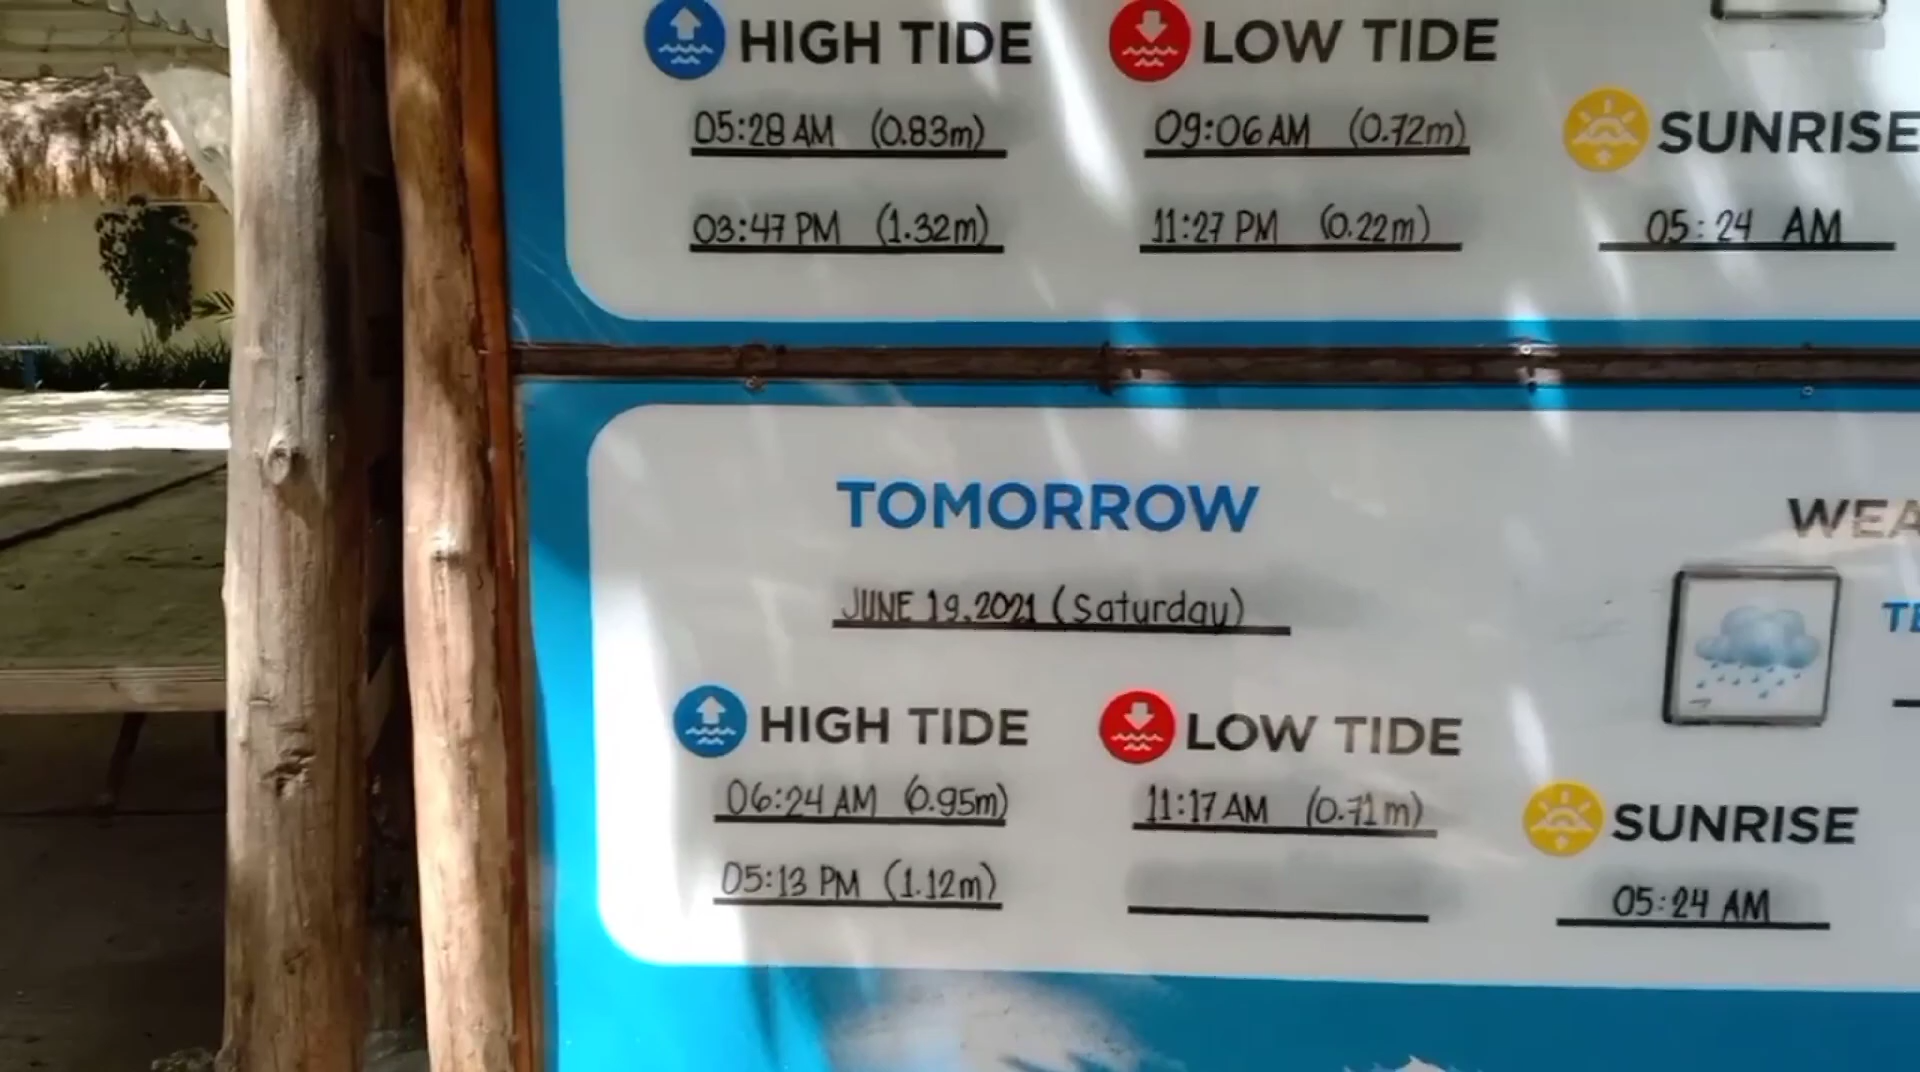 HIGH TIDE LOW TIDE
05:28 AM (0.83m) 09:06 AM (0.72m) SUNRISE
03:47 PM (1.32m) 11:27 PM (0.22m) 05:24 AM
TOMORROW
JUNE 19,2021 (Saturday)
HIGH TIDE LOW TIDE
06:24 AM (0.95m) 11:17 AM (0.71m) SUNRISE
05:13 PM (1.12m) 05:24 AM